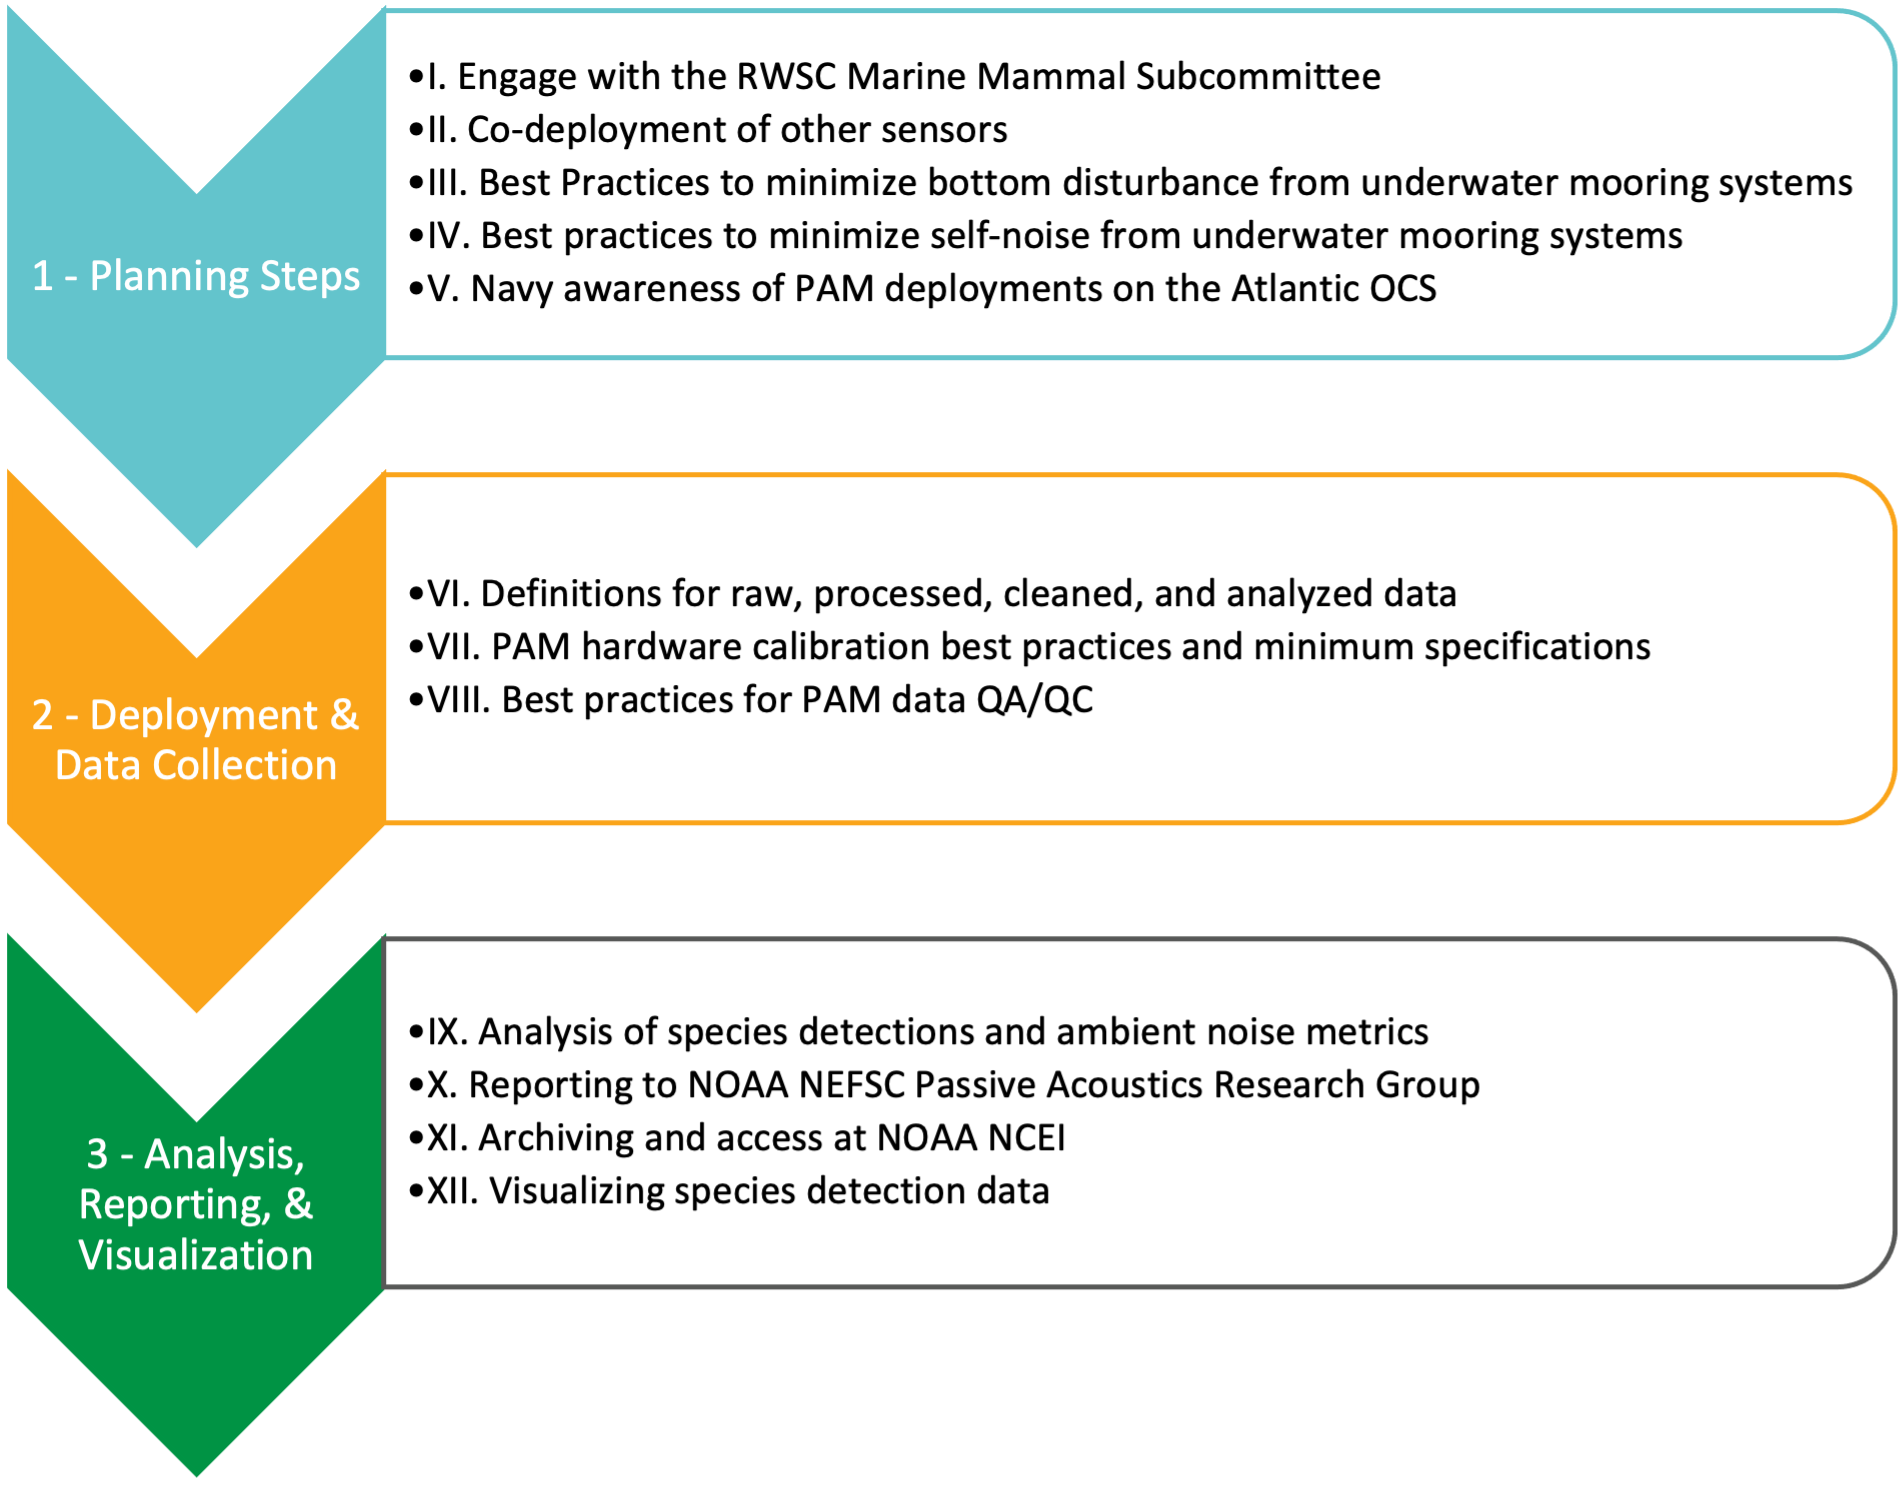 1 - Planning Steps
•I. Engage with the RWSC Marine Mammal Subcommittee
•II. Co-deployment of other sensors
•III. Best Practices to minimize bottom disturbance from underwater mooring systems
•IV. Best practices to minimize self-noise from underwater mooring systems
•V. Navy awareness of PAM deployments on the Atlantic OCS
2 - Deployment &
Data Collection
•VI. Definitions for raw, processed, cleaned, and analyzed data
•VII. PAM hardware calibration best practices and minimum specifications
•VIII. Best practices for PAM data QA/QC
3 - Analysis,
Reporting, &
Visualization
•IX. Analysis of species detections and ambient noise metrics
•X. Reporting to NOAA NEFSC Passive Acoustics Research Group
•XI. Archiving and access at NOAA NCEI
•XII. Visualizing species detection data